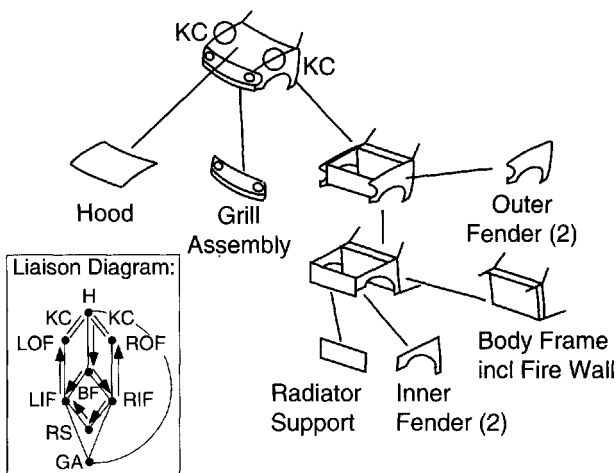 KC
KC
Hood
Grill
Assembly
Outer
Fender (2)
Body Frame
incl Fire Wall
Radiator
Support
Inner
Fender (2)
Liaison Diagram:
H
KC KC
LOF ROF
LIF BF RIF
RS
GA